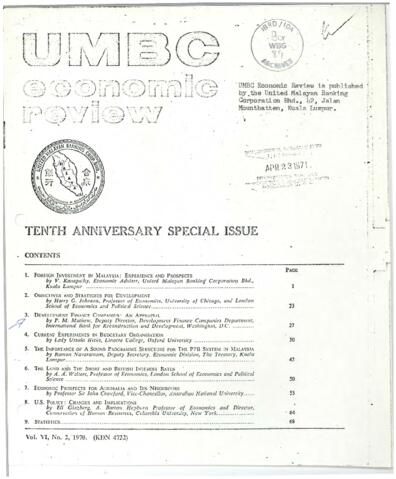 UMBC
economic
review
IBRD/IDA
WBG
ARCHIVES
UMBC Economic Review is published
by the United Malayan Banking
Corporation Bhd., 42, Jalan
Mountbatten, Kuala Lumpur.
APR 23 1971
TENTH ANNIVERSARY SPECIAL ISSUE
CONTENTS
PAGE
1. FOREIGN INVESTMENT IN MALAYSIA: EXPERIENCE AND PROSPECTS
by V. Kanapathy, Economic Adviser, United Malayan Banking Corporation Bhd.,
Kuala Lumpur 3
2. OBJECTIVES AND STRATEGIES FOR DEVELOPMENT
by Harry G. Johnson, Professor of Economics, University of Chicago, and London
School of Economics and Political Science 23
3. DEVELOPMENT FINANCE COMPANIES: AN APPRAISAL
by P. M. Mathew, Deputy Director, Development Finance Companies Department,
International Bank for Reconstruction and Development, Washington, D.C. 27
4. CURRENT EXPERIMENTS IN BUDGETARY ORGANISATION
by Lady Ursula Hicks, Linacre College, Oxford University 30
5. THE IMPORTANCE OF A SOUND PROGRAMME STRUCTURE FOR THE PPB SYSTEM IN MALAYSIA
by Raman Navaratnam, Deputy Secretary, Economic Division, The Treasury, Kuala
Lumpur 42
6. THE LONG AND THE SHORT AND BRITISH INTEREST RATES
by A. A. Walters, Professor of Economics, London School of Economics and Political
Science 50
7. ECONOMIC PROSPECTS FOR AUSTRALIA AND ITS NEIGHBOURS
by Professor Sir John Crawford, Vice-Chancellor, Australian National University 53
8. U.S. POLICY: CHANGES AND IMPLICATIONS
by Eli Ginzberg, A. Barton Hepburn Professor of Economics and Director,
Conservation of Human Resources, Columbia University, New York 64
9. STATISTICS 68
Vol. VI, No. 2, 1970. (KDN 4722)